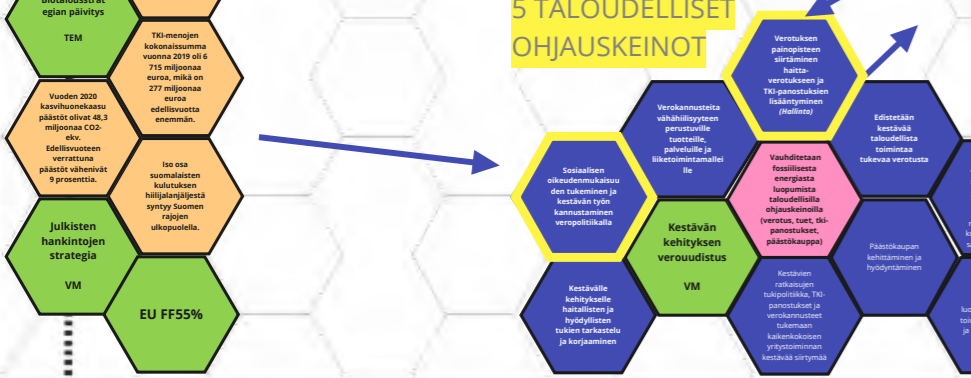 egian päivitys
TEM
TKI-menojen
kokonaissumma
vuonna 2019 oli 6
715 miljoonaa
euroa, mikä on
277 miljoonaa
euroa
edellisvuotta
enemmän.
Vuoden 2020
kasvihuonekaasu
päästöt olivat 48,3
miljoonaa CO2-
ekv.
Edellisvuoteen
verrattuna
päästöt vähenivät
9 prosenttia.
Iso osa
suomalaisten
kulutuksen
hiilijalanjäljestä
syntyy Suomen
rajojen
ulkopuolella.
Julkisten
hankintojen
strategia
VM
EU FF55%
5 TALOUDELLISET
OHJAUSKEINOT
Verotuksen
painopisteen
siirtäminen
haitta-
verotukseen ja
TKI-panostuksien
lisääntyminen
(Hallinto)
Verokannusteita
vähähiilisyyteen
perustuville
tuotteille,
palveluille ja
liiketoimintamallei
lle
Edistetään
kestävää
taloudellista
toimintaa
tukevaa verotusta
Sosiaalisen
oikeudenmukaisuu
den tukeminen ja
kestävän työn
kannustaminen
veropolitiikalla
Vauhditetaan
fossiilisesta
energiasta
luopumista
taloudellisilla
ohjauskeinoilla
(verotus, tuet, tki-
panostukset,
päästökauppa)
Kestävän
kehityksen
verouudistus
VM
Päästökaupan
kehittäminen ja
hyödyntäminen
Kestävälle
kehitykselle
haitallisten ja
hyödyllisten
tukien tarkastelu
ja korjaaminen
Kestävien
ratkaisujen
tukipolitiikka, TKI-
panostukset ja
verokannusteet
tukemaan
kaikenkokoisen
yritystoiminnan
kestävää siirtymää